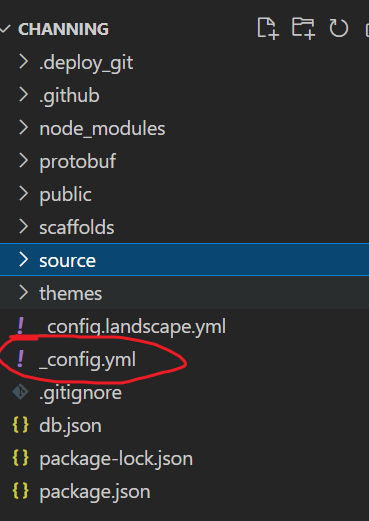 CHANNING
.deploy_git
.github
node_modules
protobuf
public
scaffolds
source
themes
! _config.landscape.yml
! _config.yml
.gitignore
{} db.json
{} package-lock.json
{} package.json